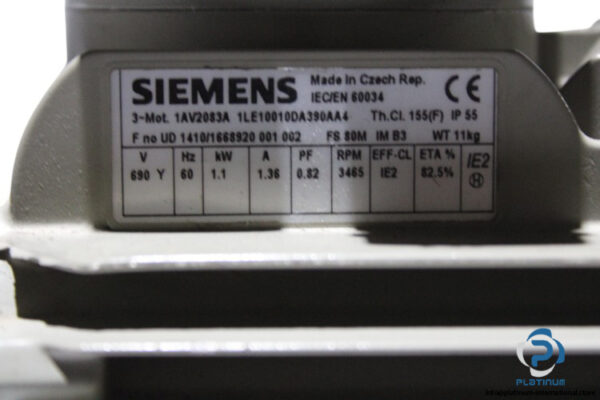 SIEMENS Made in Czech Rep. CE
IEC/EN 60034
3~Mot. 1AV2083A 1LE10010DA390AA4 Th.Cl. 155(F) IP 55
F no UD 1410/1668920 001 002 FS 80M IM B3 WT 11kg
V Hz kW A PF RPM EFF-CL ETA % IE2
690 Y 60 1.1 1.36 0.82 3465 IE2 82.5% H
PLATINUM